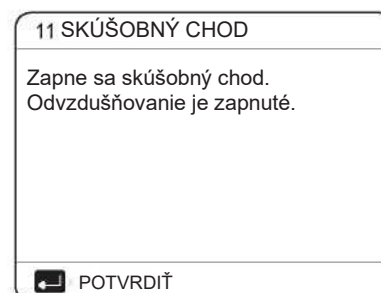 11 SKÚŠOBNÝ CHOD
Zapne sa skúšobný chod.
Odvzdušňovanie je zapnuté.
POTVRDIŤ